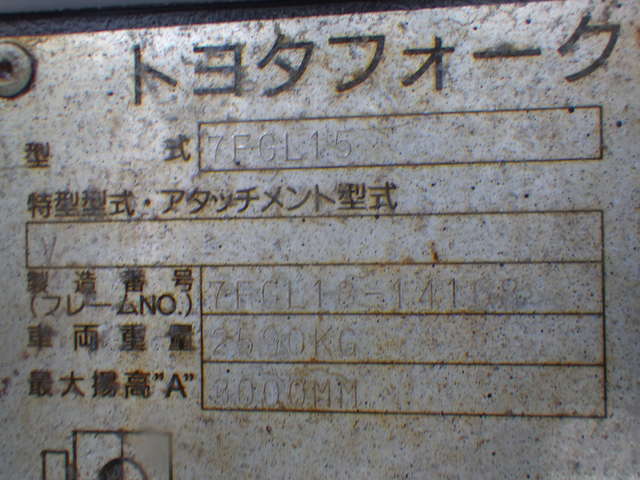 トヨタフォーク
型 式 7FGL15
特型型式・アタッチメント型式
V
製造番号
(フレームNO.)
車両重量 2590KG
最大揚高"A" 3000MM